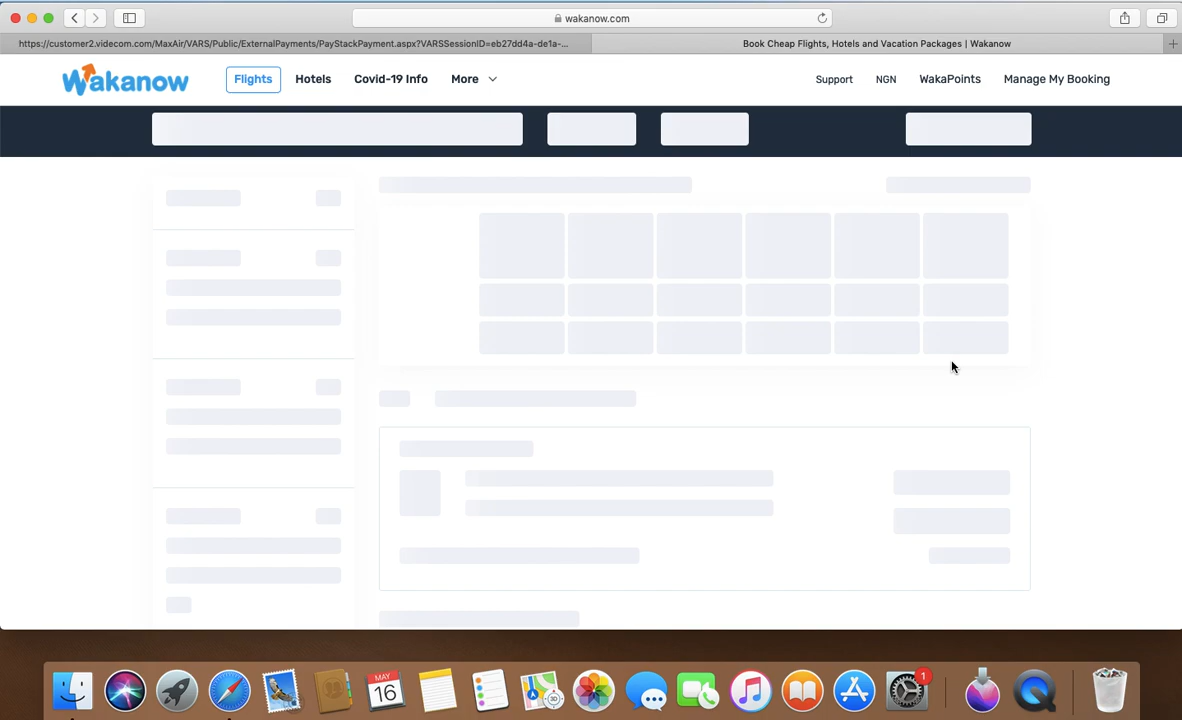 wakanow.com
https://customer2.videcom.com/MaxAir/VARS/Public/ExternalPayments/PayStackPayment.aspx?VARSSessionID=eb27dd4a-de1a-...
Book Cheap Flights, Hotels and Vacation Packages | Wakanow
Wakanow
Flights
Hotels
Covid-19 Info
More
Support
NGN
WakaPoints
Manage My Booking
MAY
16
1